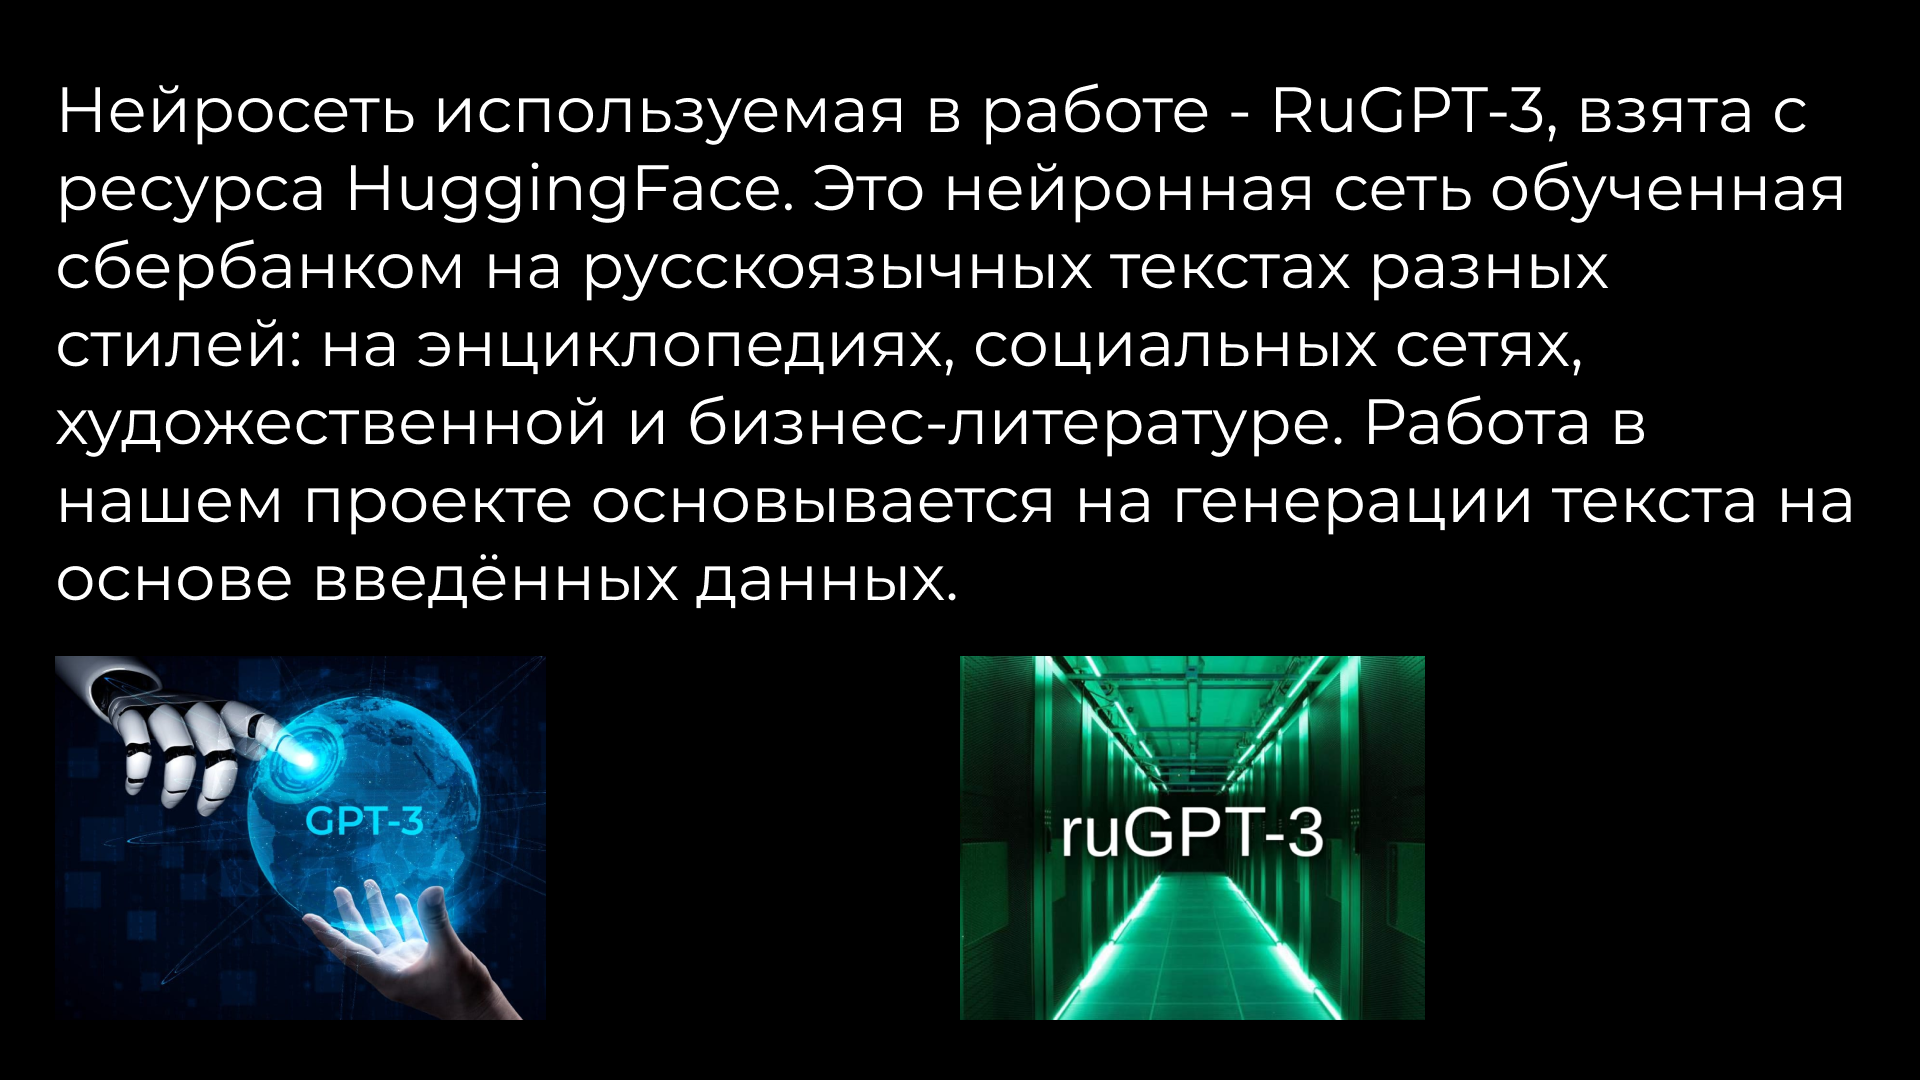 Нейросеть используемая в работе - RuGPT-3, взята с
ресурса HuggingFace. Это нейронная сеть обученная
сбербанком на русскоязычных текстах разных
стилей: на энциклопедиях, социальных сетях,
художественной и бизнес-литературе. Работа в
нашем проекте основывается на генерации текста на
основе введённых данных.
GPT-3
ruGPT-3